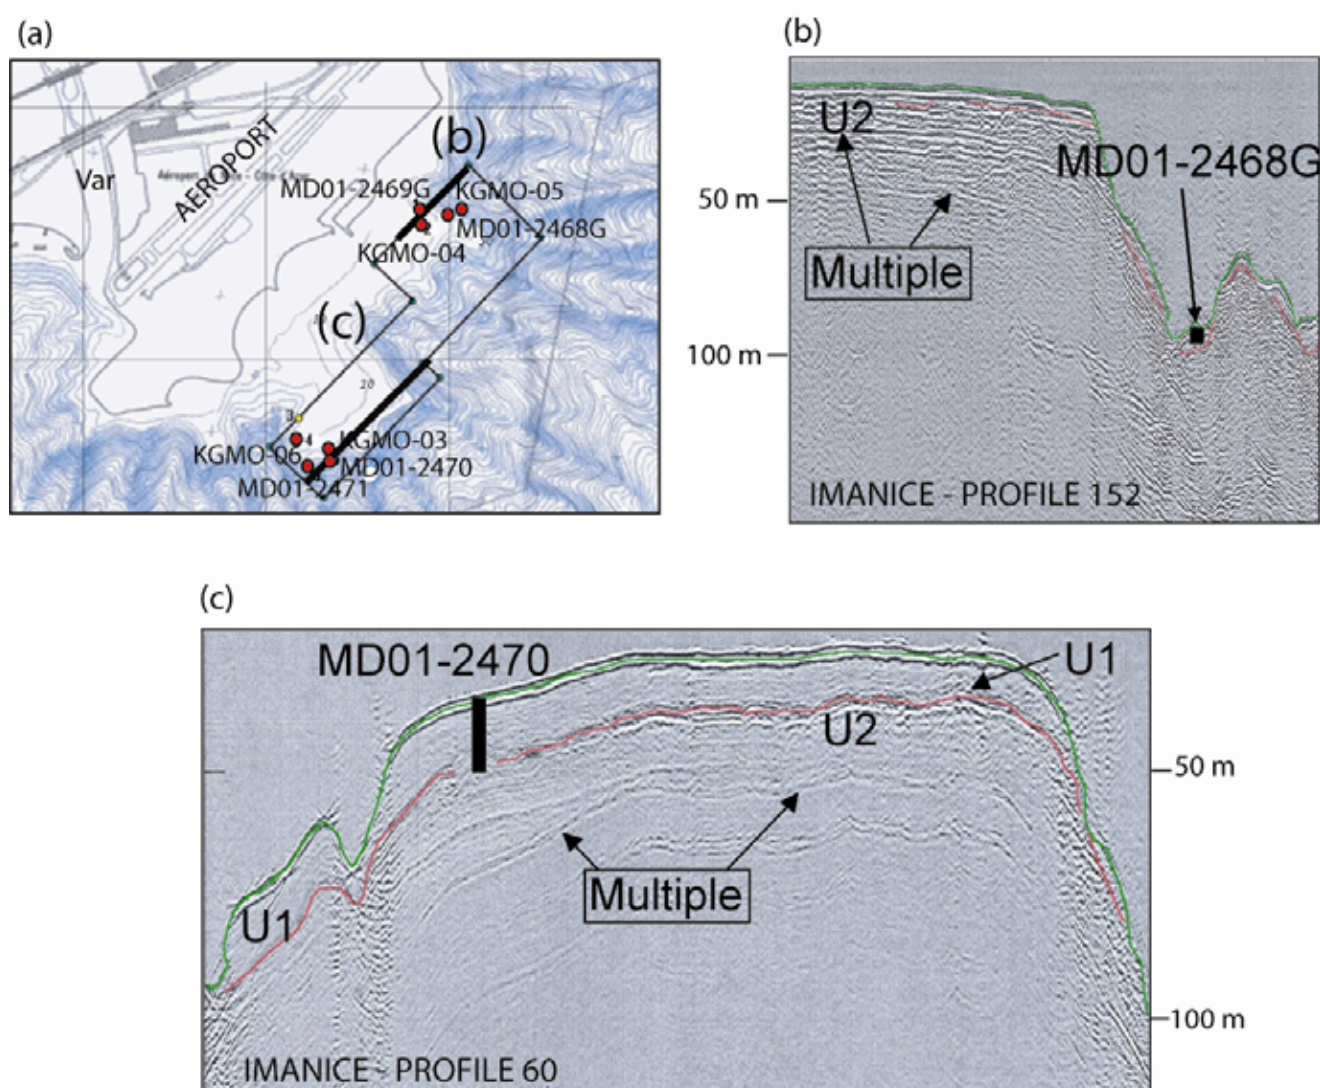 (a)
(b)
Var
AEROPORT
(b)
MD01-2469G
KGMO-05
MD01-2468G
KGMO-04
(c)
20
3
4
KGMO-06
KGMO-03
MD01-2470
MD01-2471
U2
MD01-2468G
50 m
Multiple
100 m
IMANICE - PROFILE 152
(c)
MD01-2470
U1
U2
50 m
Multiple
U1
100 m
IMANICE - PROFILE 60